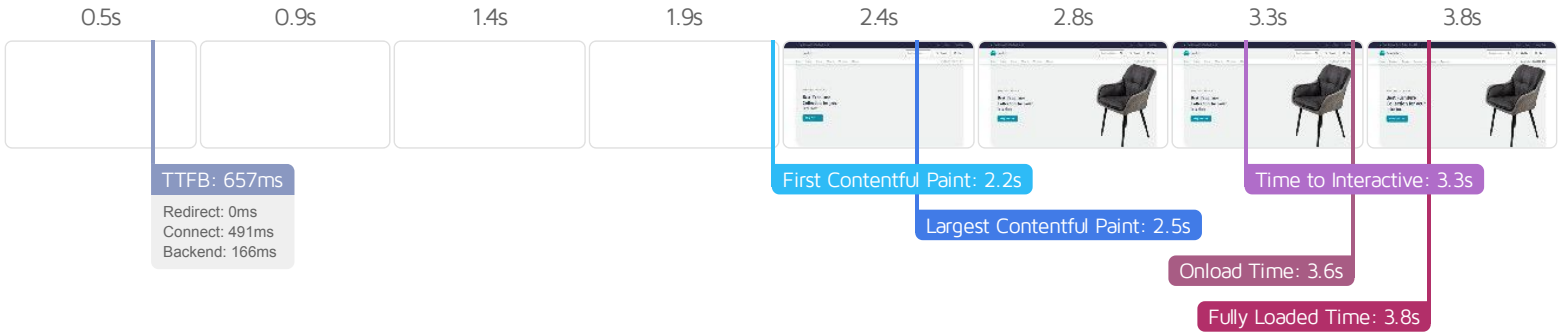 0.5s
0.9s
1.4s
1.9s
2.4s
2.8s
3.3s
3.8s
TTFB: 657ms
Redirect: 0ms
Connect: 491ms
Backend: 166ms
First Contentful Paint: 2.2s
Largest Contentful Paint: 2.5s
Time to Interactive: 3.3s
Onload Time: 3.6s
Fully Loaded Time: 3.8s